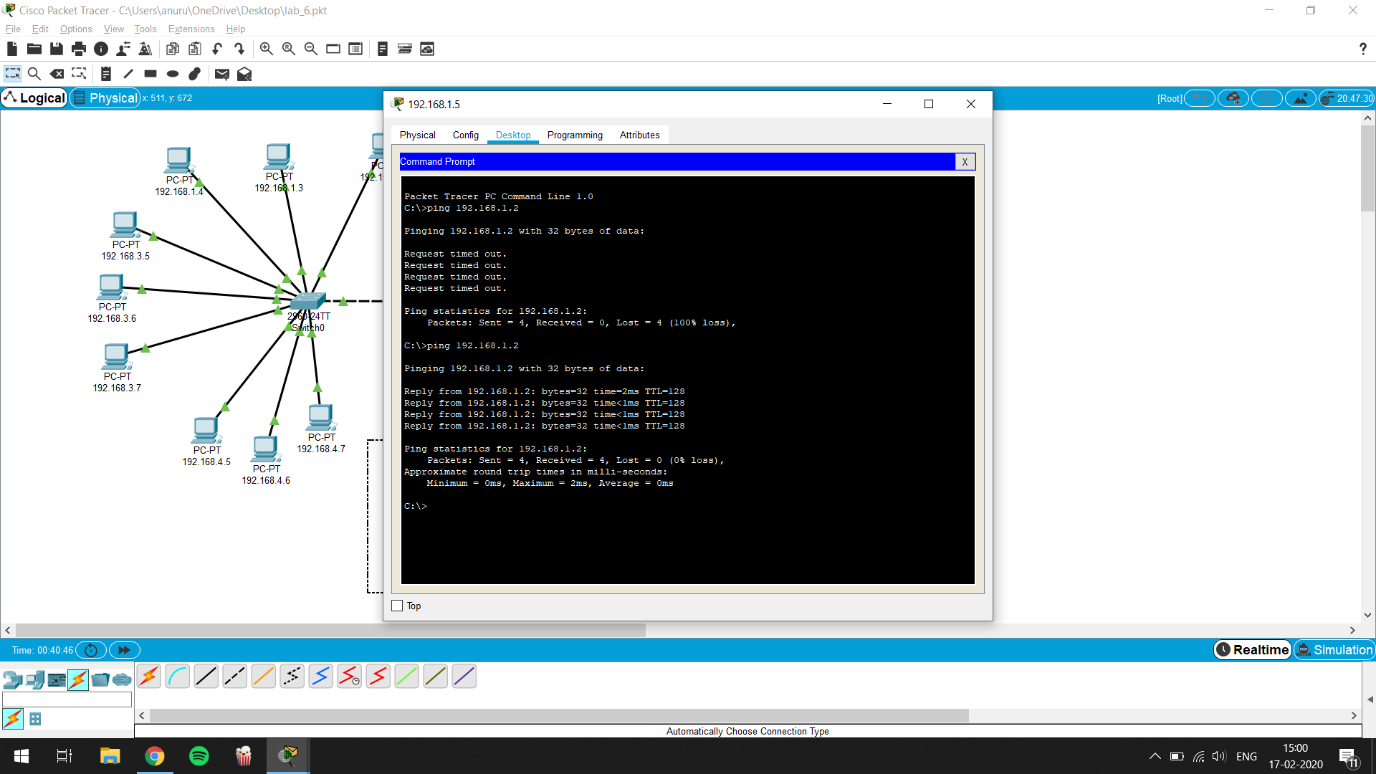 Cisco Packet Tracer - C:\Users\anuru\OneDrive\Desktop\lab_6.pkt
File Edit Options View Tools Extensions Help
?
Logical Physical x: 511, y: 672
[Root] 20:47:30
192.168.1.5
Physical Config Desktop Programming Attributes
Command Prompt X
Packet Tracer PC Command Line 1.0
C:\>ping 192.168.1.2
Pinging 192.168.1.2 with 32 bytes of data:
Request timed out.
Request timed out.
Request timed out.
Request timed out.
Ping statistics for 192.168.1.2:
Packets: Sent = 4, Received = 0, Lost = 4 (100% loss),
C:\>ping 192.168.1.2
Pinging 192.168.1.2 with 32 bytes of data:
Reply from 192.168.1.2: bytes=32 time=2ms TTL=128
Reply from 192.168.1.2: bytes=32 time<1ms TTL=128
Reply from 192.168.1.2: bytes=32 time<1ms TTL=128
Reply from 192.168.1.2: bytes=32 time<1ms TTL=128
Ping statistics for 192.168.1.2:
Packets: Sent = 4, Received = 4, Lost = 0 (0% loss),
Approximate round trip times in milli-seconds:
Minimum = 0ms, Maximum = 2ms, Average = 0ms
C:\>
Top
PC-PT
192.168.1.4
PC-PT
192.168.1.3
PC
192.1
PC-PT
192.168.3.5
PC-PT
192.168.3.6
PC-PT
192.168.3.7
2960-24TT
Switch0
PC-PT
192.168.4.5
PC-PT
192.168.4.6
PC-PT
192.168.4.7
Time: 00:40:46
Realtime Simulation
Automatically Choose Connection Type
ENG
15:00
17-02-2020
11